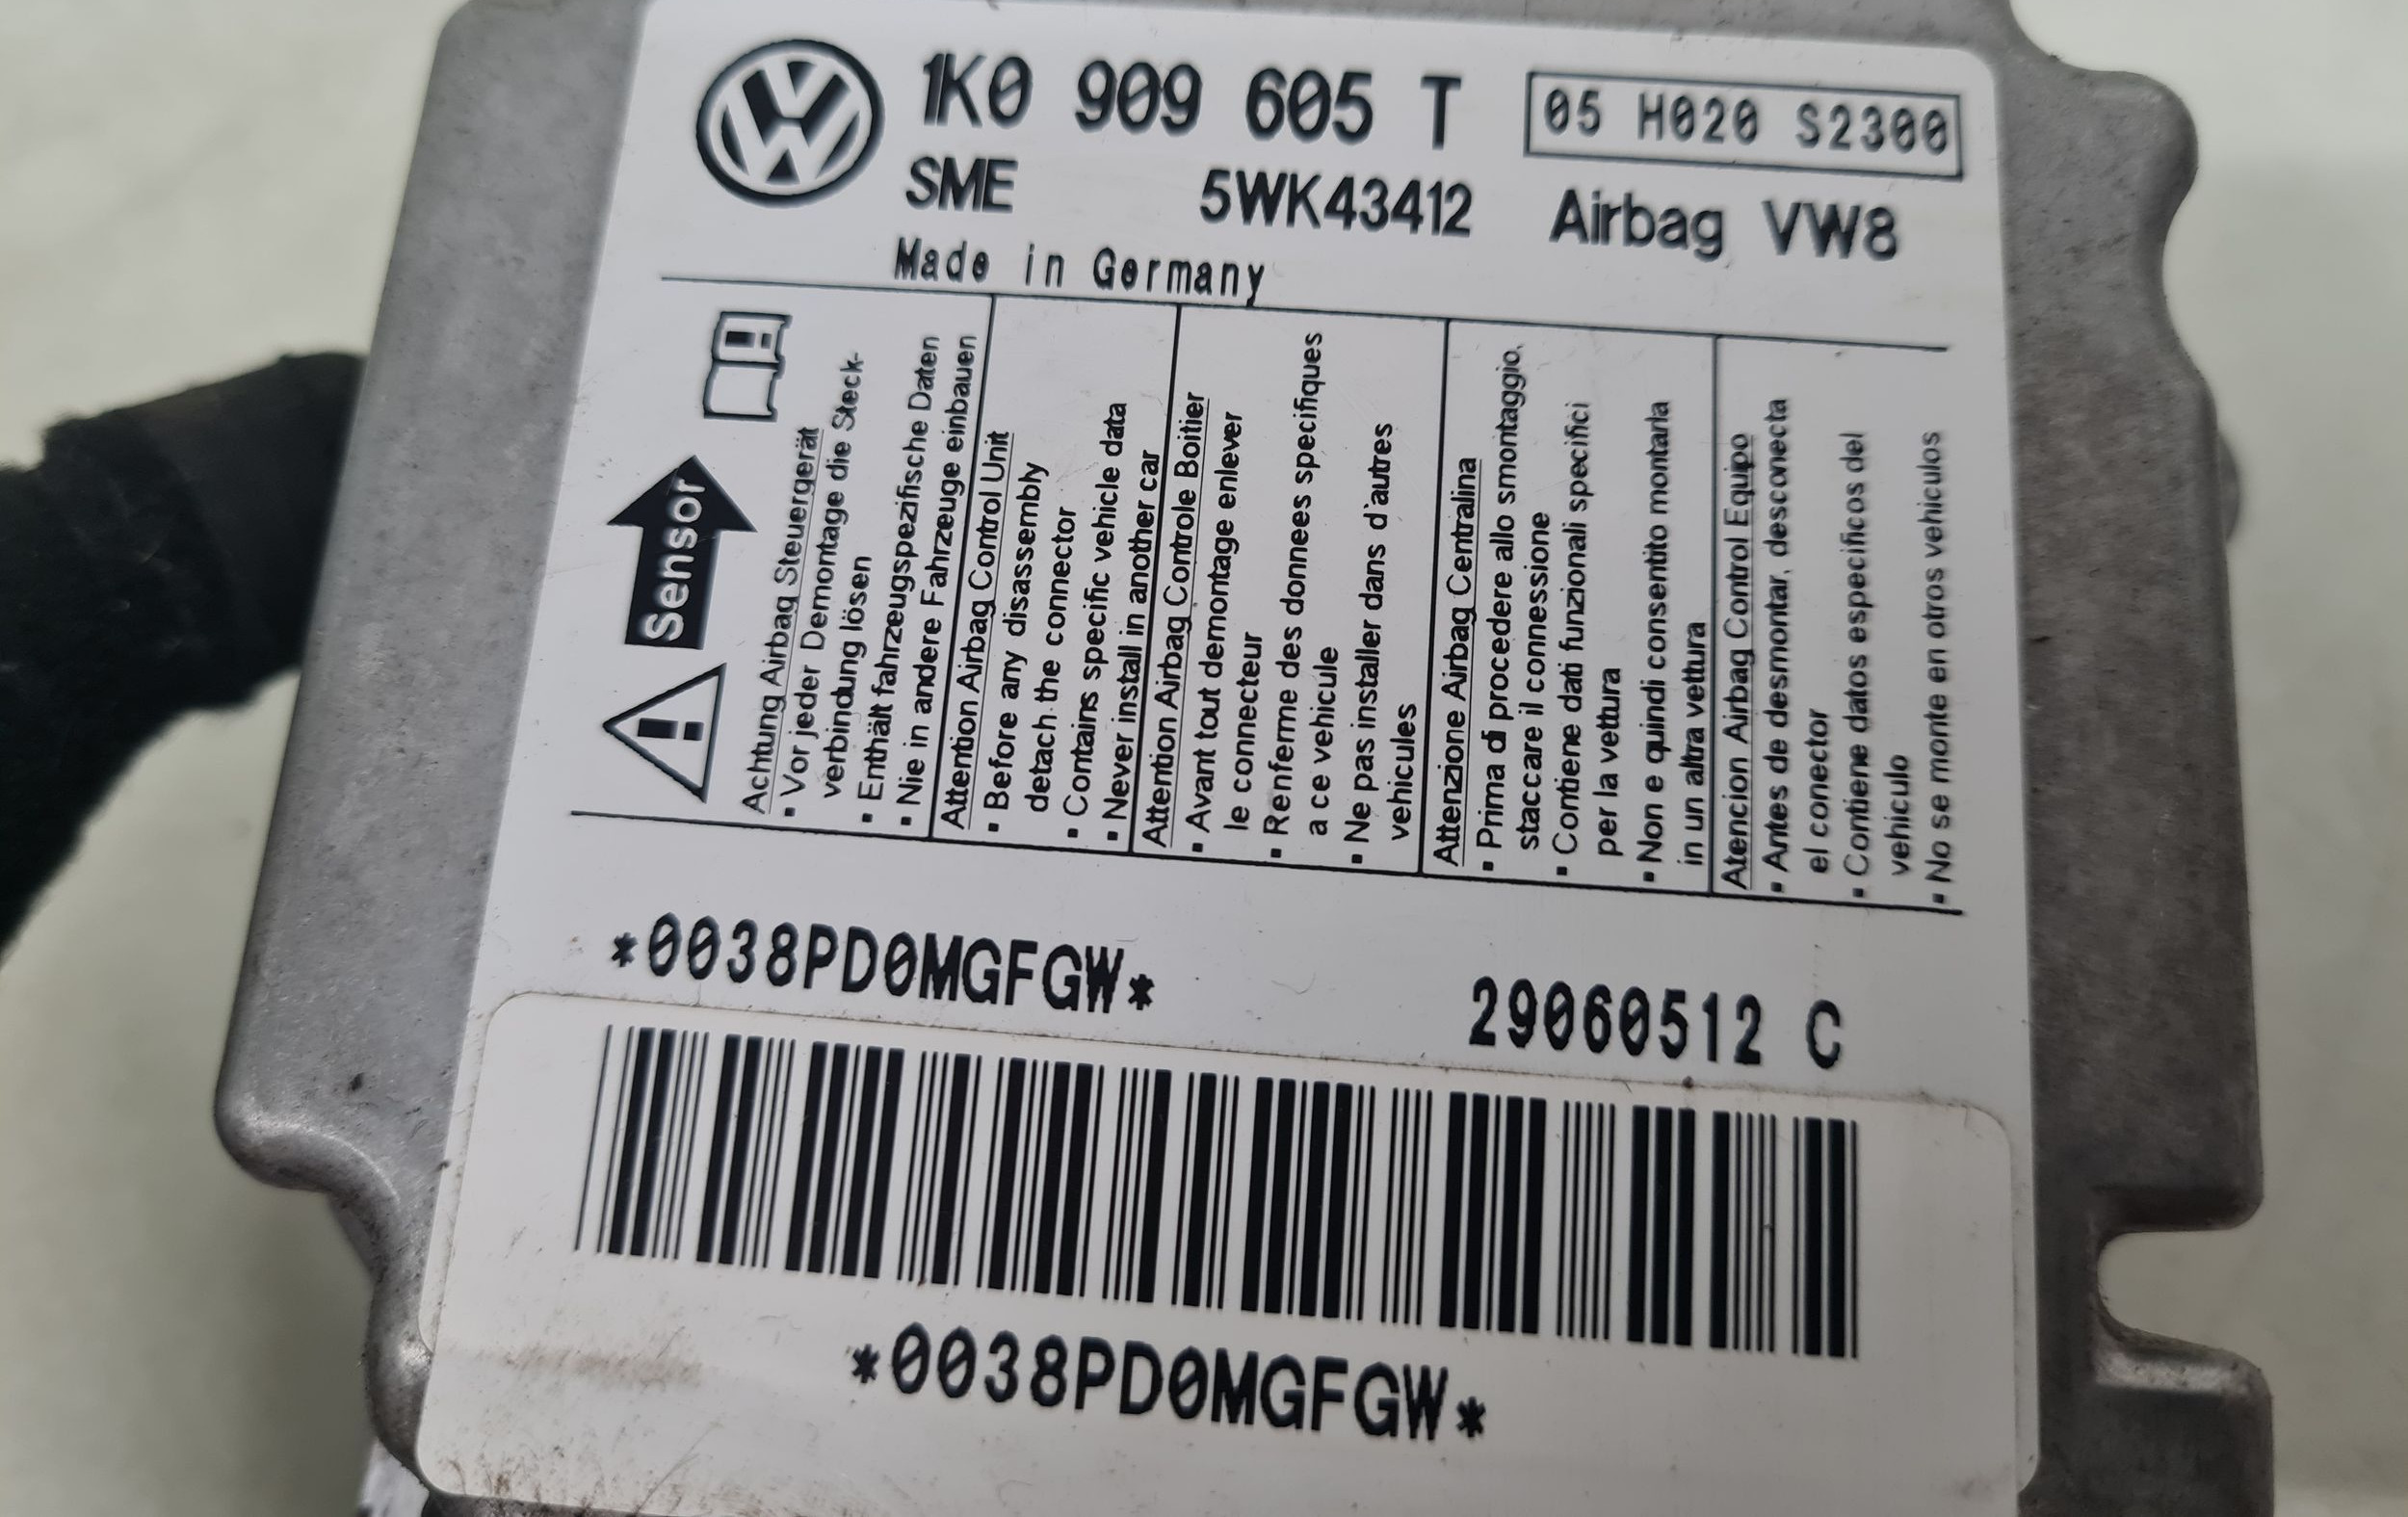 1K0 909 605 T
05 H020 S2300
SME 5WK43412 Airbag VW8
Made in Germany
Sensor
Achtung Airbag Steuergerät
▪ Vor jeder Demontage die Steck-
verbindung lösen
▪ Enthält fahrzeugspezifische Daten
▪ Nie in andere Fahrzeuge einbauen
Attention Airbag Control Unit
▪ Before any disassembly
detach the connector
▪ Contains specific vehicle data
▪ Never install in another car
Attention Airbag Controle Boitier
▪ Avant tout demontage enlever
le connecteur
▪ Renferme des donnees specifiques
a ce vehicule
▪ Ne pas installer dans d'autres
vehicules
Attenzione Airbag Centralina
▪ Prima di procedere allo smontaggio,
staccare il connessione
▪ Contiene dati funzionali specifici
per la vettura
▪ Non e quindi consentito montarla
in un altra vettura
Atencion Airbag Control Equipo
▪ Antes de desmontar, desconecta
el conector
▪ Contiene datos especificos del
vehiculo
▪ No se monte en otros vehiculos
*0038PD0MGFGW*
29060512 C
*0038PD0MGFGW*